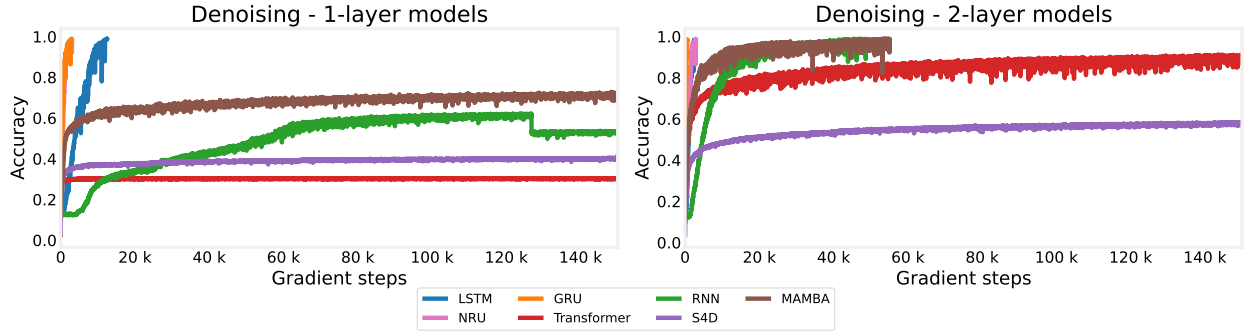 Denoising - 1-layer models
Accuracy
1.0
0.8
0.6
0.4
0.2
0.0
0 20 k 40 k 60 k 80 k 100 k 120 k 140 k
Gradient steps
Denoising - 2-layer models
Accuracy
1.0
0.8
0.6
0.4
0.2
0.0
0 20 k 40 k 60 k 80 k 100 k 120 k 140 k
Gradient steps
LSTM GRU RNN MAMBA
NRU Transformer S4D